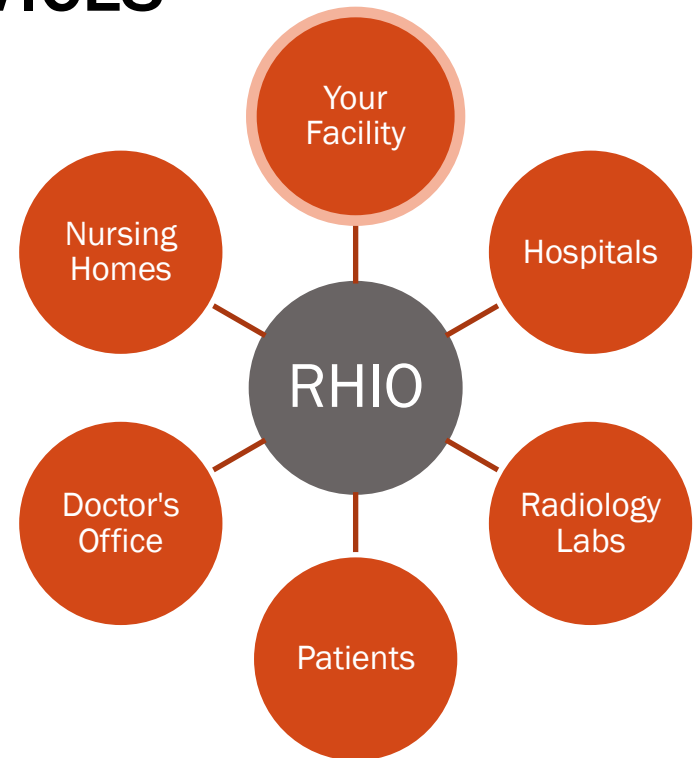 Your
Facility
Hospitals
Radiology
Labs
Patients
Doctor's
Office
Nursing
Homes
RHIO